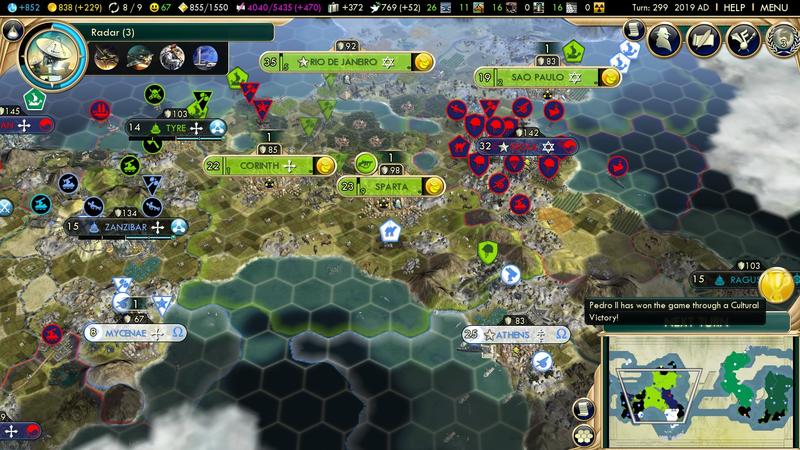 +852 838 (+229) 8 / 9 67 855/1550 4040/5435 (+470) +372 769 (+52) 26 11 16 0 16 0 Turn: 299 2019 AD | HELP | MENU
Radar (3)
92
35 RIO DE JANEIRO
1
83
19 SAO PAULO
145
103
14 TYRE
142
32
1
85
22 CORINTH
1
98
23 SPARTA
134
15 ZANZIBAR
103
15 RAGUS
Pedro II has won the game through a Cultural
Victory!
NEXT TURN
1
67
8 MYCENAE
83
25 ATHENS